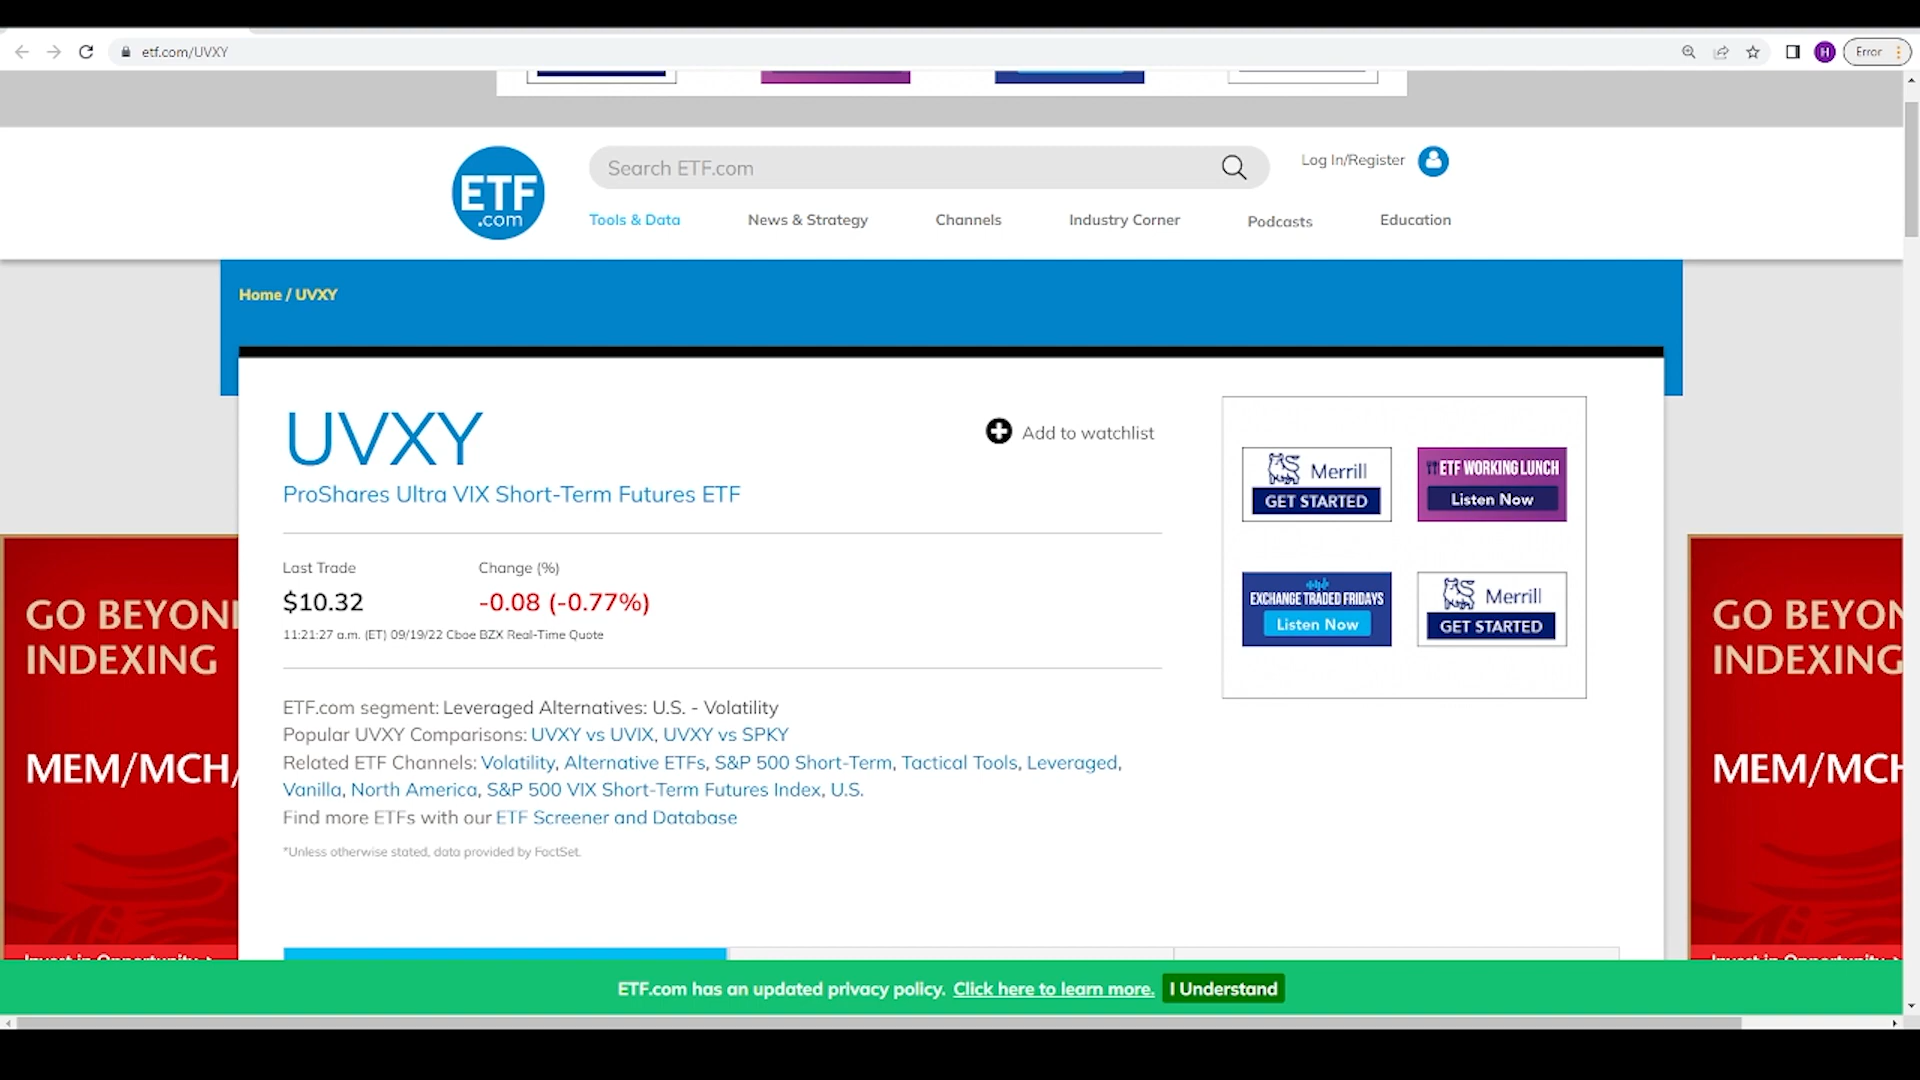 etf.com/UVXY
H
Error
ETF
.com
Search ETF.com
Log In/Register
Tools & Data
News & Strategy
Channels
Industry Corner
Podcasts
Education
Home / UVXY
UVXY
ProShares Ultra VIX Short-Term Futures ETF
Add to watchlist
Last Trade
Change (%)
$10.32
-0.08 (-0.77%)
11:21:27 a.m. (ET) 09/19/22 Cboe BZX Real-Time Quote
ETF.com segment: Leveraged Alternatives: U.S. - Volatility
Popular UVXY Comparisons: UVXY vs UVIX, UVXY vs SPKY
Related ETF Channels: Volatility, Alternative ETFs, S&P 500 Short-Term, Tactical Tools, Leveraged,
Vanilla, North America, S&P 500 VIX Short-Term Futures Index, U.S.
Find more ETFs with our ETF Screener and Database
*Unless otherwise stated, data provided by FactSet.
Merrill
GET STARTED
ETF WORKING LUNCH
Listen Now
EXCHANGE TRADED FRIDAYS
Listen Now
Merrill
GET STARTED
GO BEYON
INDEXING
MEM/MCH/
Invest in Opportunity >
GO BEYON
INDEXING
MEM/MCH
Invest in Opportunity >
ETF.com has an updated privacy policy. Click here to learn more. I Understand